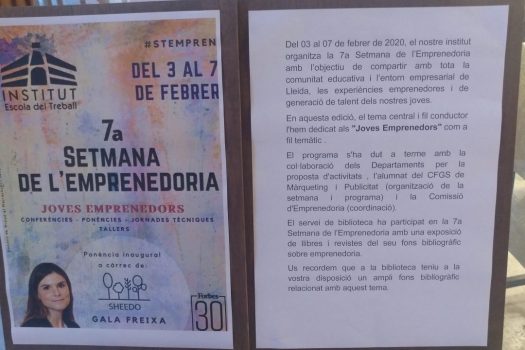 #STEMPREN
INSTITUT
Escola del Treball
DEL 3 AL 7
DE FEBRER
7a
SETMANA
DE L'EMPRENEDORIA
JOVES EMPRENEDORS
CONFERÈNCIES - PONÈNCIES - JORNADES TÈCNIQUES
TALLERS
Ponència inaugural
a càrrec de:
SHEEDO
GALA FREIXA
Forbes
30
Del 03 al 07 de febrer de 2020, el nostre institut
organitza la 7a Setmana de l'Emprenedoria
amb l'objectiu de compartir amb tota la
comunitat educativa i l'entorn empresarial de
Lleida, les experiències emprenedores i de
generació de talent dels nostres joves.
En aquesta edició, el tema central i fil conductor
l'hem dedicat als "Joves Emprenedors" com a
fil temàtic .
El programa s'ha dut a terme amb la
col·laboració dels Departaments per la
proposta d'activitats , l'alumnat del CFGS de
Màrqueting i Publicitat (organització de la
setmana i programa) i la Comissió
d'Emprenedoria (coordinació).
El servei de biblioteca ha participat en la 7a
Setmana de l'Emprenedoria amb una exposició
de llibres i revistes del seu fons bibliogràfic
sobre emprenedoria.
Us recordem que a la biblioteca teniu a la
vostra disposició un ampli fons bibliogràfic
relacionat amb aquest tema.